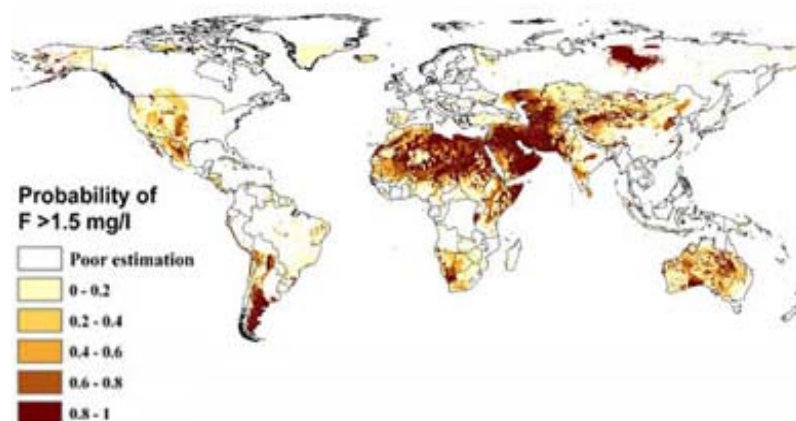 Probability of
F >1.5 mg/l
Poor estimation
0 - 0.2
0.2 - 0.4
0.4 - 0.6
0.6 - 0.8
0.8 - 1